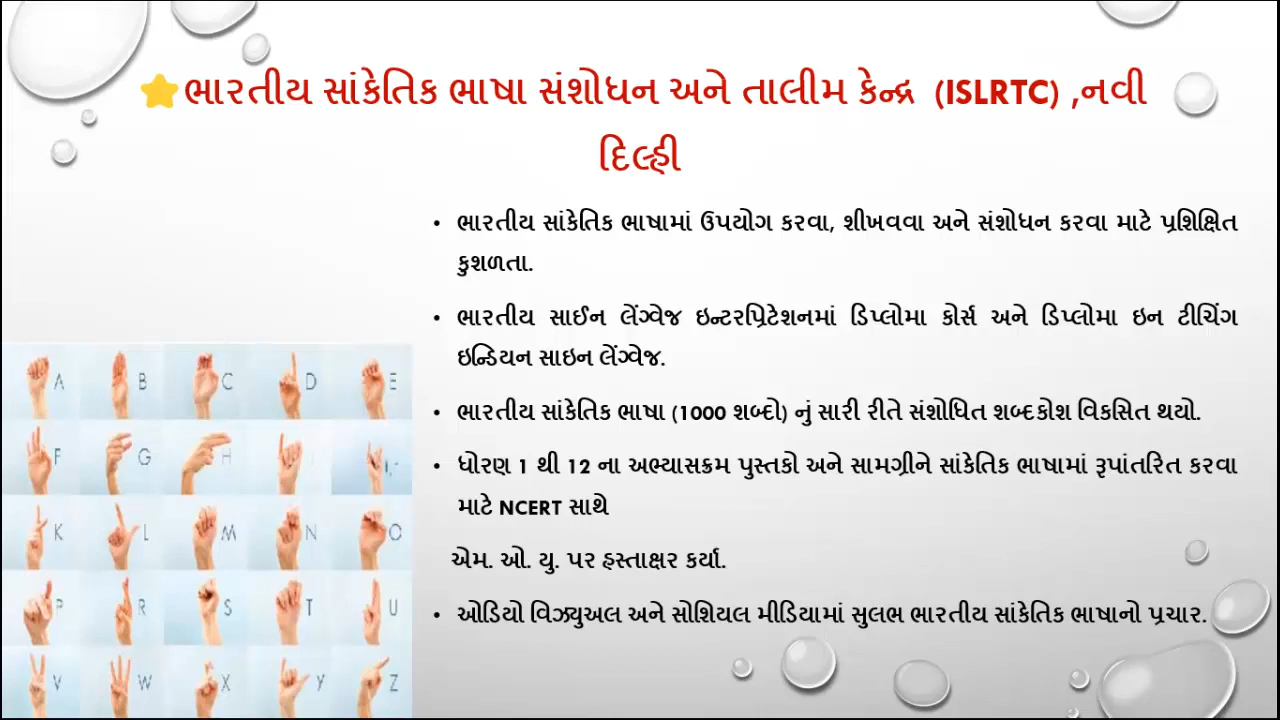 ભારતીય સાંકેતિક ભાષા સંશોધન અને તાલીમ કેન્દ્ર (ISLRTC) ,નવી
દિલ્હી
• ભારતીય સાંકેતિક ભાષામાં ઉપયોગ કરવા, શીખવવા અને સંશોધન કરવા માટે પ્રશિક્ષિત
કુશળતા.
• ભારતીય સાઈન લેંગ્વેજ ઇન્ટરપ્રિટેશનમાં ડિપ્લોમા કોર્સ અને ડિપ્લોમા ઇન ટીચિંગ
ઇન્ડિયન સાઇન લેંગ્વેજ.
• ભારતીય સાંકેતિક ભાષા (1000 શબ્દો) નું સારી રીતે સંશોધિત શબ્દકોશ વિકસિત થયો.
• ધોરણ 1 થી 12 ના અભ્યાસક્રમ પુસ્તકો અને સામગ્રીને સાંકેતિક ભાષામાં રૂપાંતરિત કરવા
માટે NCERT સાથે
એમ. ઓ. યુ. પર હસ્તાક્ષર કર્યા.
• ઓડિયો વિઝ્યુઅલ અને સોશિયલ મીડિયામાં સુલભ ભારતીય સાંકેતિક ભાષાનો પ્રચાર.
A B C D E
F G H
K L M N O
P R S T U
V W X Y Z